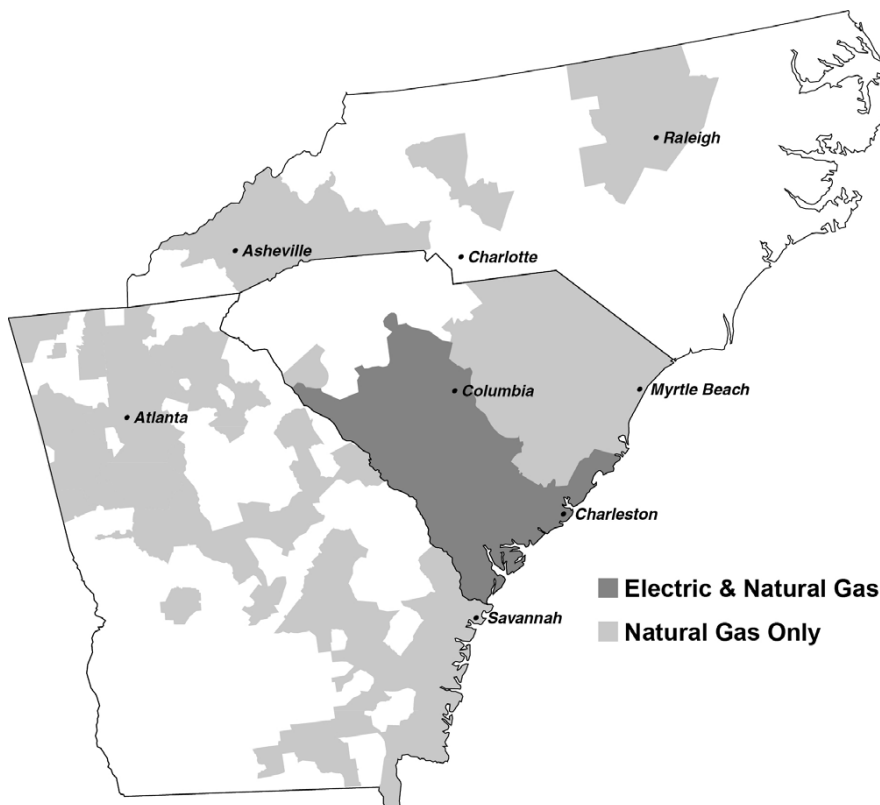 Raleigh
Asheville
Charlotte
Columbia
Myrtle Beach
Atlanta
Charleston
Electric & Natural Gas
Savannah
Natural Gas Only